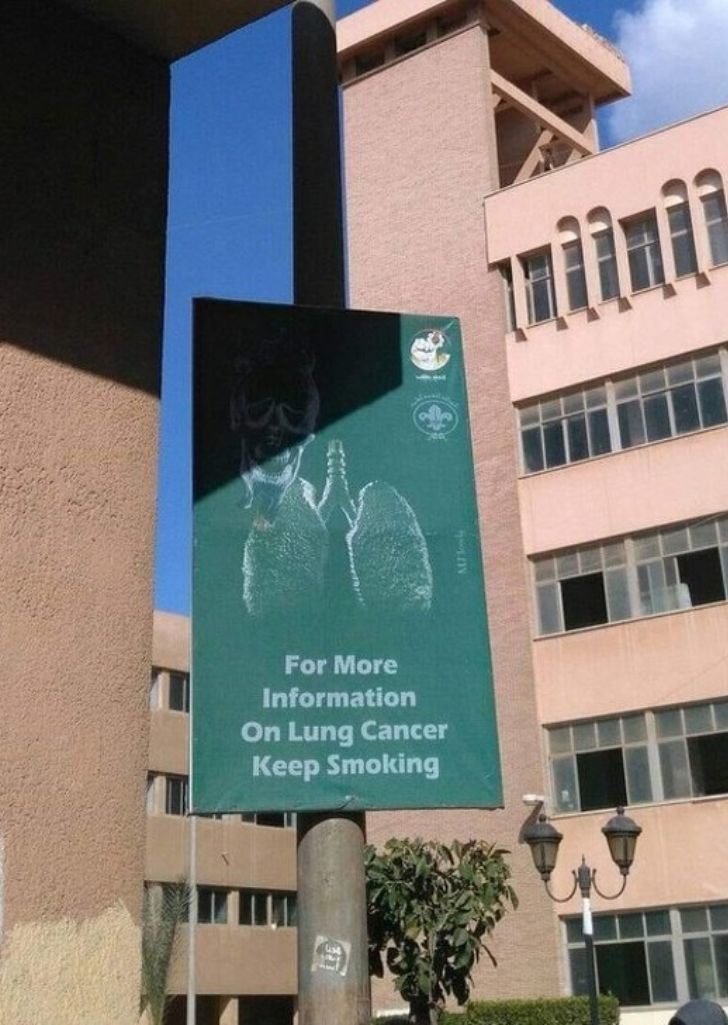 For More
Information
On Lung Cancer
Keep Smoking